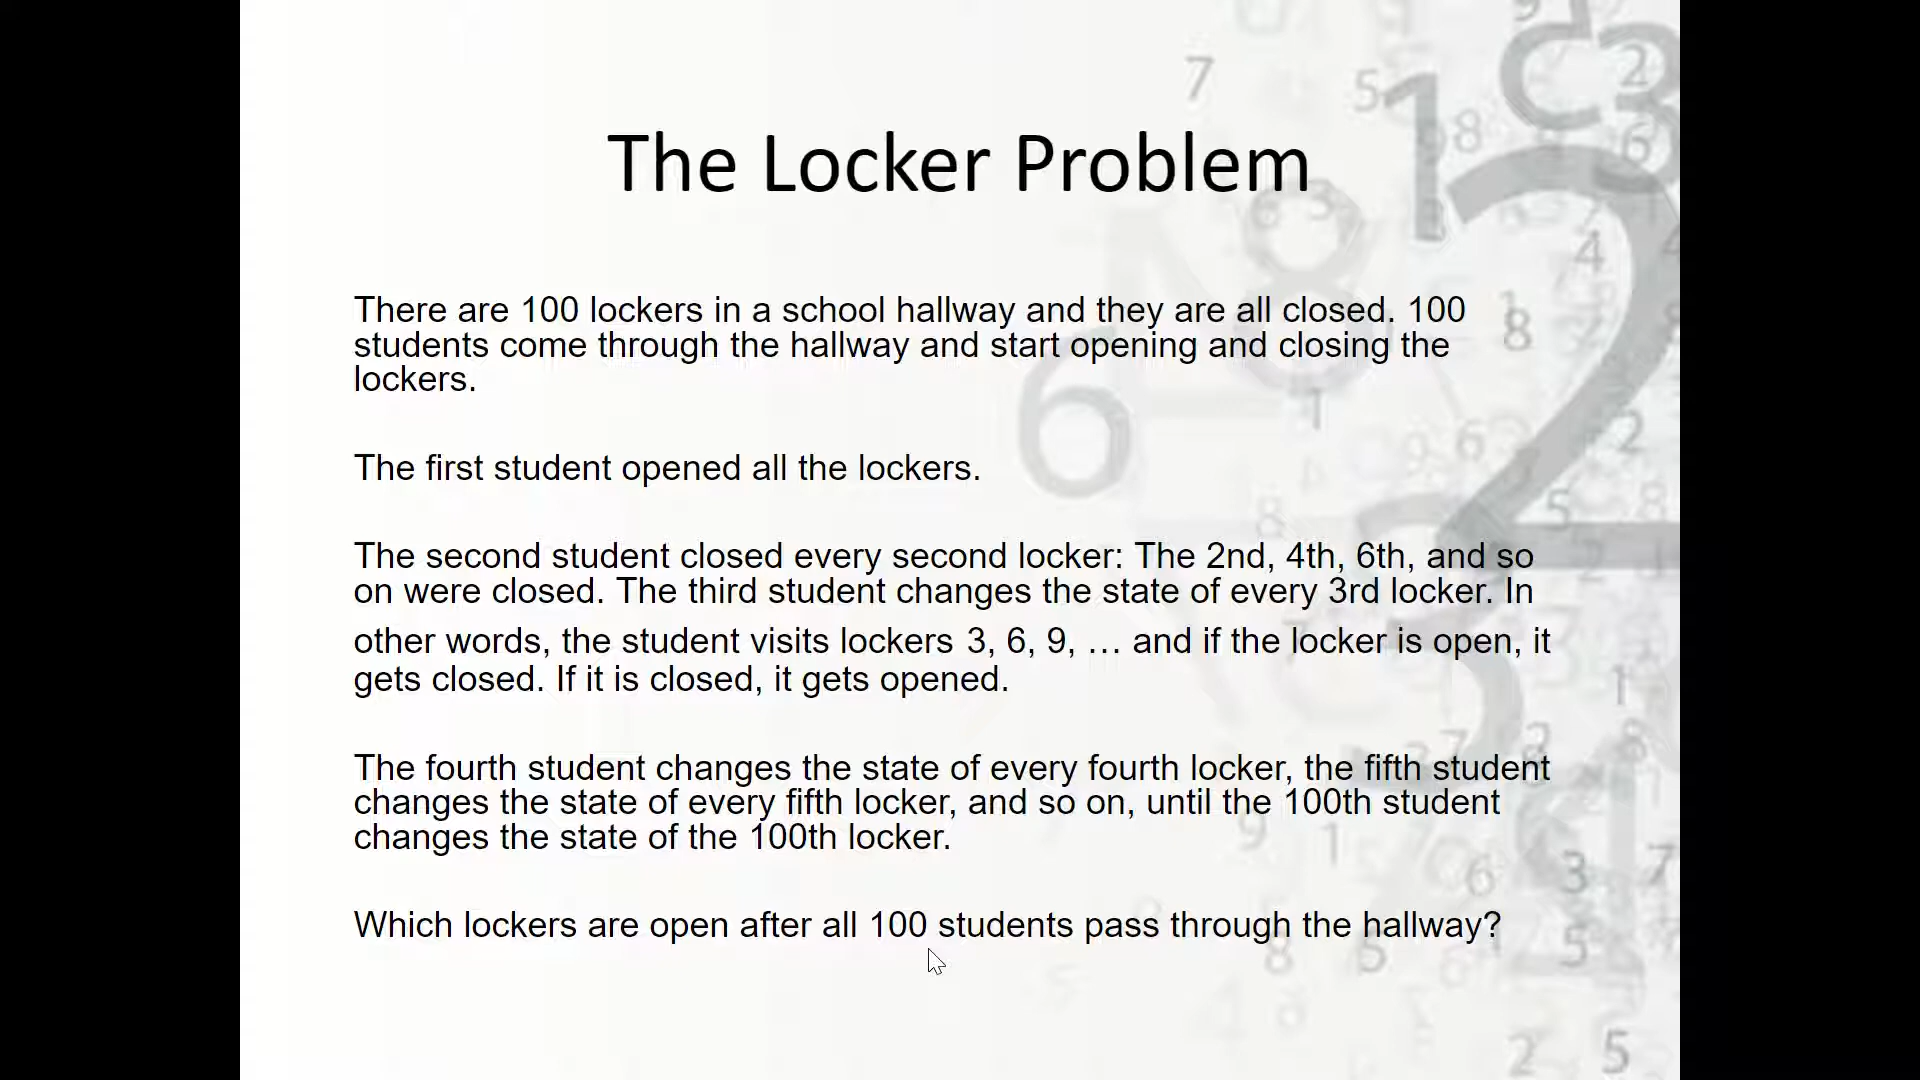 The Locker Problem
There are 100 lockers in a school hallway and they are all closed. 100
students come through the hallway and start opening and closing the
lockers.
The first student opened all the lockers.
The second student closed every second locker: The 2nd, 4th, 6th, and so
on were closed. The third student changes the state of every 3rd locker. In
other words, the student visits lockers 3, 6, 9, … and if the locker is open, it
gets closed. If it is closed, it gets opened.
The fourth student changes the state of every fourth locker, the fifth student
changes the state of every fifth locker, and so on, until the 100th student
changes the state of the 100th locker.
Which lockers are open after all 100 students pass through the hallway?